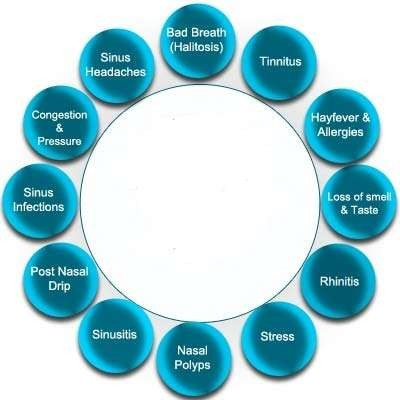 Bad Breath
(Halitosis)
Tinnitus
Hayfever &
Allergies
Loss of smell
& Taste
Rhinitis
Stress
Nasal
Polyps
Sinusitis
Post Nasal
Drip
Sinus
Infections
Congestion
&
Pressure
Sinus
Headaches